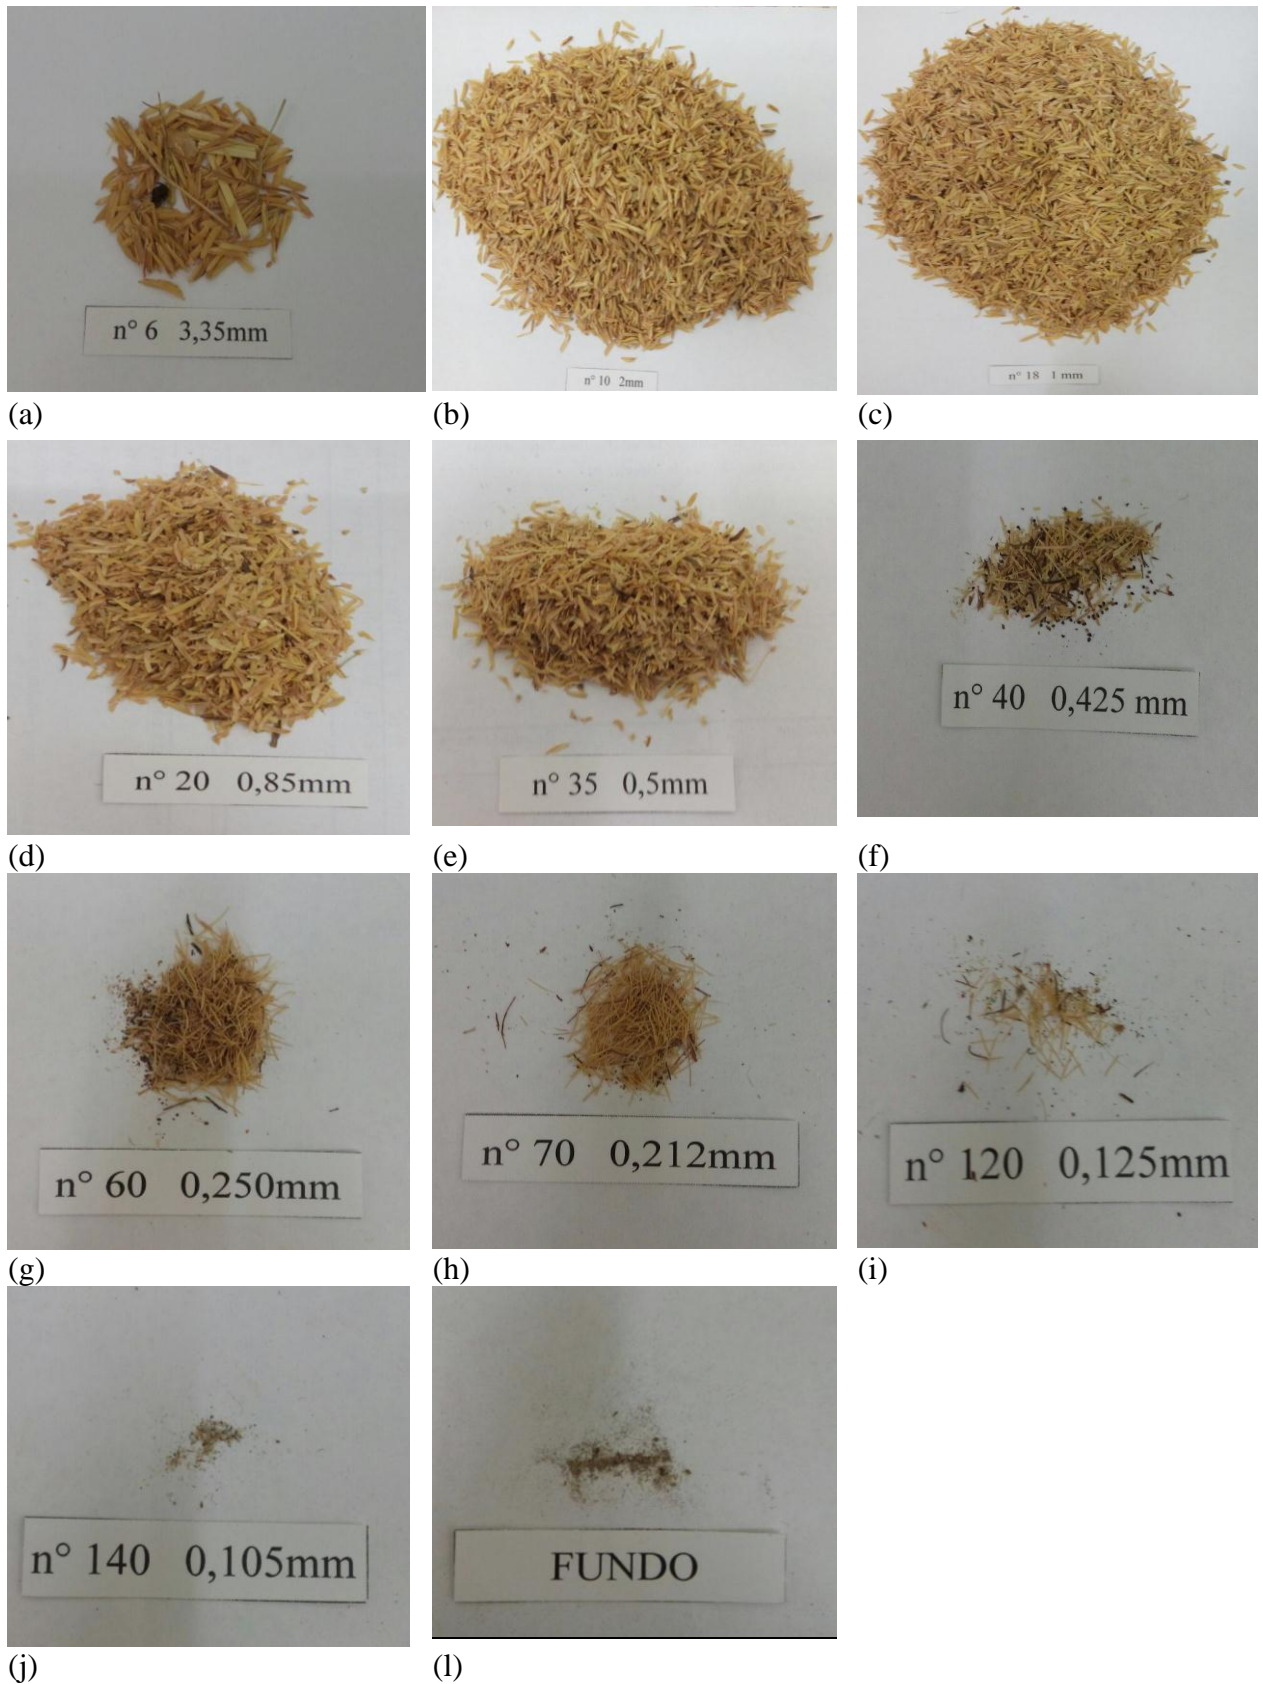 n° 6 3,35mm
n° 10 2mm
n° 18 1 mm
(a)
(b)
(c)
n° 20 0,85mm
n° 35 0,5mm
n° 40 0,425 mm
(d)
(e)
(f)
n° 60 0,250mm
n° 70 0,212mm
n° 120 0,125mm
(g)
(h)
(i)
n° 140 0,105mm
FUNDO
(j)
(l)